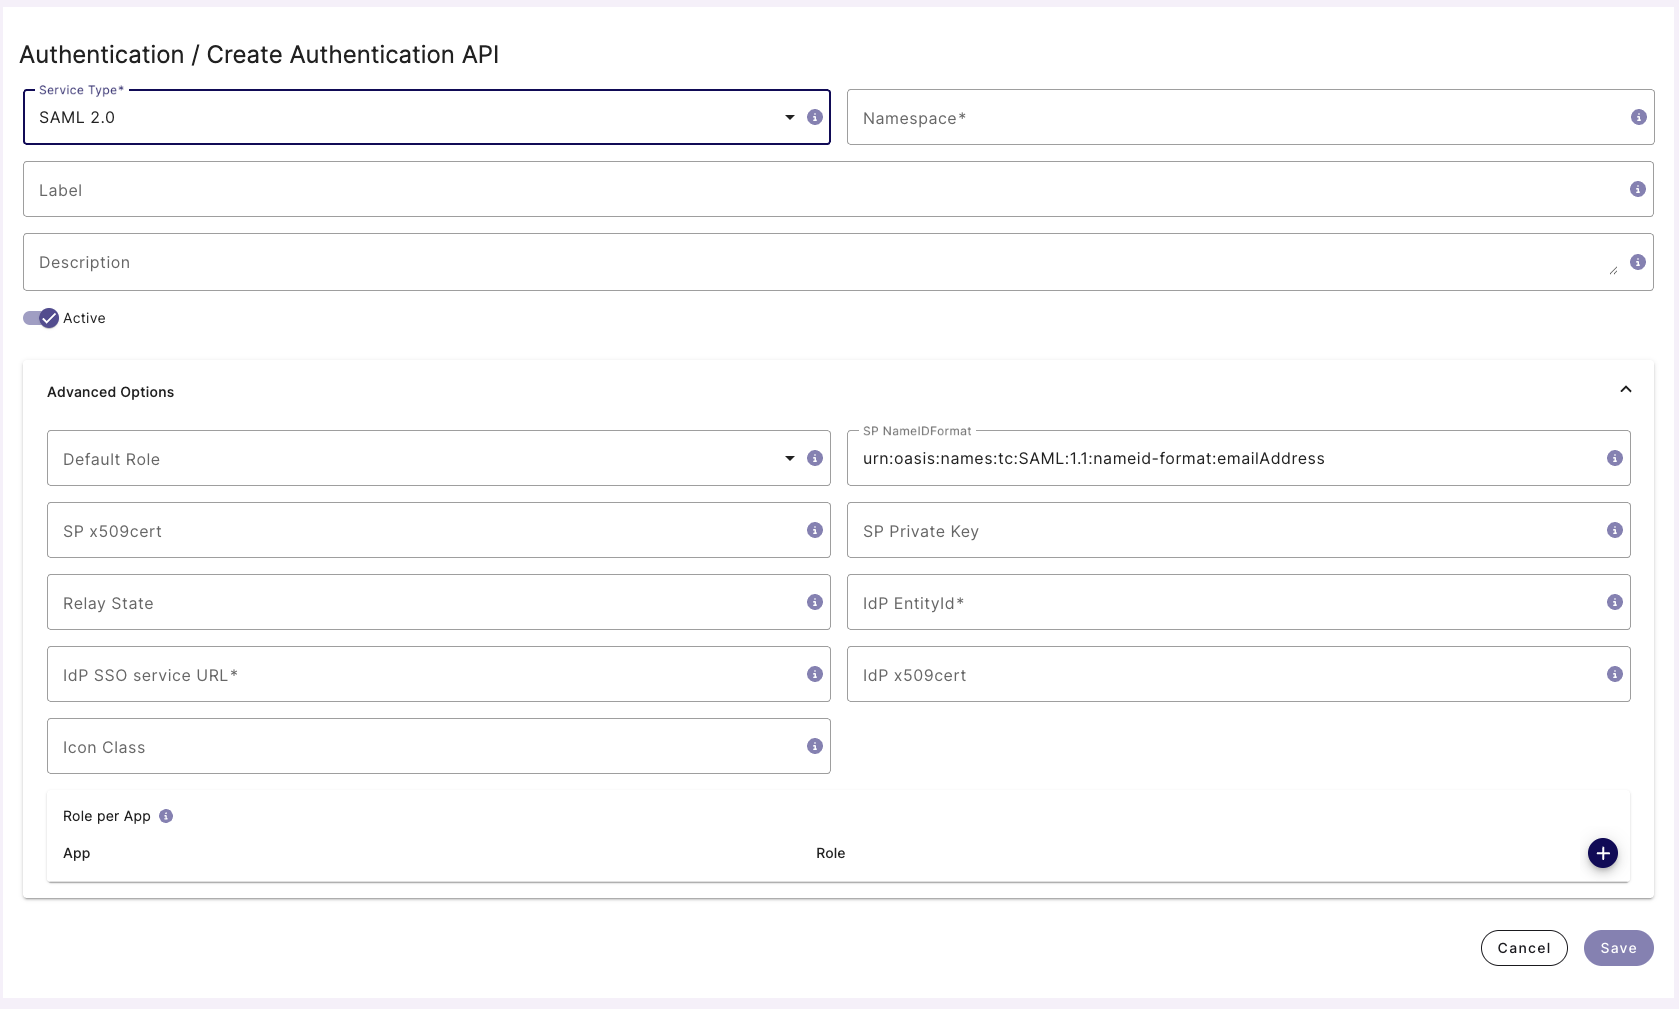 Authentication / Create Authentication API
Service Type*
SAML 2.0
Namespace*
Label
Description
Active
Advanced Options
Default Role
SP NameIDFormat
urn:oasis:names:tc:SAML:1.1:nameid-format:emailAddress
SP x509cert
SP Private Key
Relay State
IdP EntityId*
IdP SSO service URL*
IdP x509cert
Icon Class
Role per App
App Role
Cancel Save